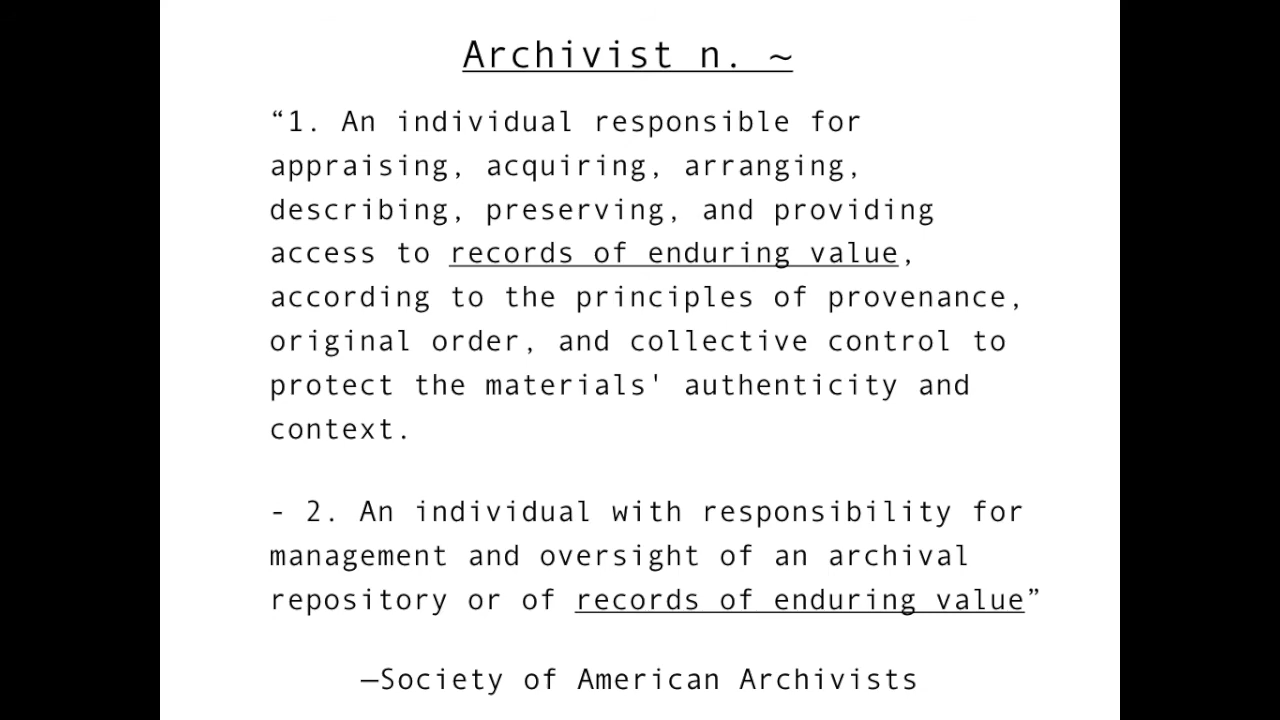 Archivist n. ~
“1. An individual responsible for
appraising, acquiring, arranging,
describing, preserving, and providing
access to records of enduring value,
according to the principles of provenance,
original order, and collective control to
protect the materials' authenticity and
context.
- 2. An individual with responsibility for
management and oversight of an archival
repository or of records of enduring value”
—Society of American Archivists